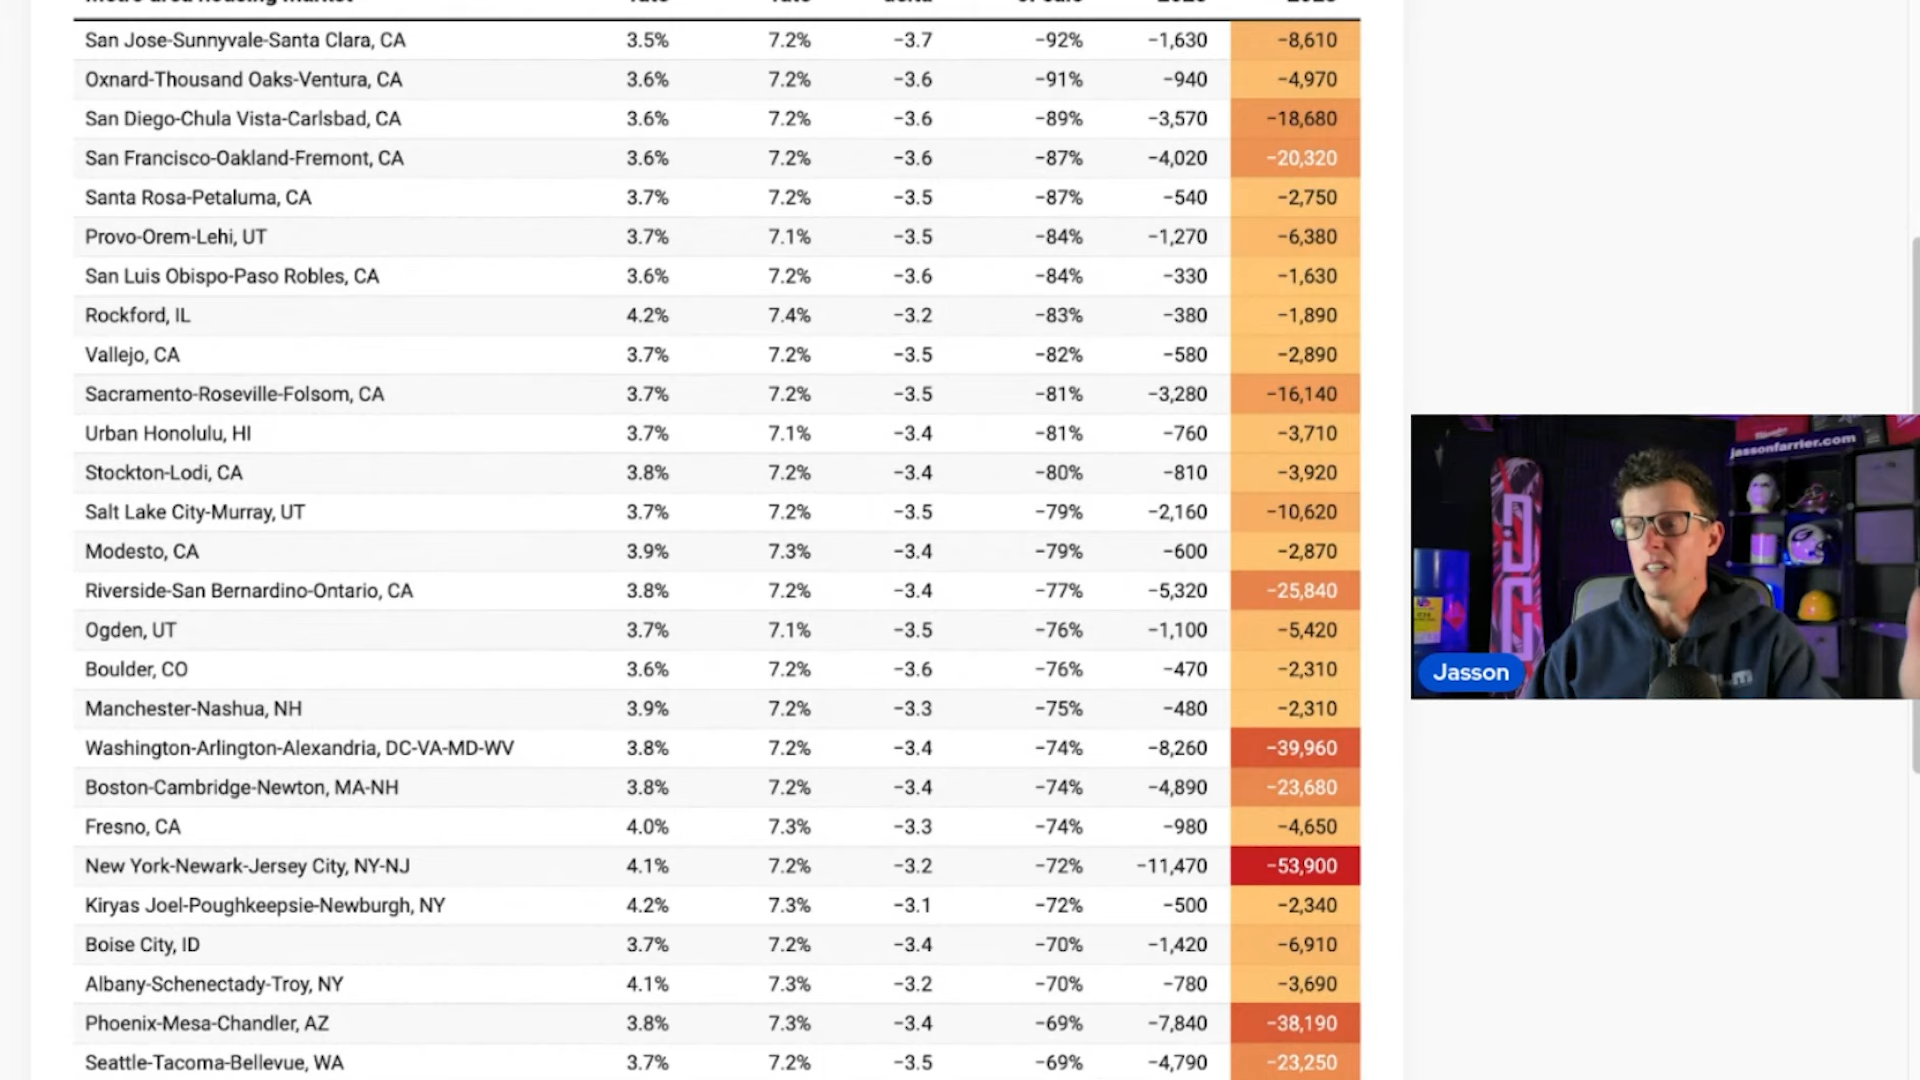 San Jose-Sunnyvale-Santa Clara, CA 3.5% 7.2% −3.7 −92% −1,630 −8,610
Oxnard-Thousand Oaks-Ventura, CA 3.6% 7.2% −3.6 −91% −940 −4,970
San Diego-Chula Vista-Carlsbad, CA 3.6% 7.2% −3.6 −89% −3,570 −18,680
San Francisco-Oakland-Fremont, CA 3.6% 7.2% −3.6 −87% −4,020 −20,320
Santa Rosa-Petaluma, CA 3.7% 7.2% −3.5 −87% −540 −2,750
Provo-Orem-Lehi, UT 3.7% 7.1% −3.5 −84% −1,270 −6,380
San Luis Obispo-Paso Robles, CA 3.6% 7.2% −3.6 −84% −330 −1,630
Rockford, IL 4.2% 7.4% −3.2 −83% −380 −1,890
Vallejo, CA 3.7% 7.2% −3.5 −82% −580 −2,890
Sacramento-Roseville-Folsom, CA 3.7% 7.2% −3.5 −81% −3,280 −16,140
Urban Honolulu, HI 3.7% 7.1% −3.4 −81% −760 −3,710
Stockton-Lodi, CA 3.8% 7.2% −3.4 −80% −810 −3,920
Salt Lake City-Murray, UT 3.7% 7.2% −3.5 −79% −2,160 −10,620
Modesto, CA 3.9% 7.3% −3.4 −79% −600 −2,870
Riverside-San Bernardino-Ontario, CA 3.8% 7.2% −3.4 −77% −5,320 −25,840
Ogden, UT 3.7% 7.1% −3.5 −76% −1,100 −5,420
Boulder, CO 3.6% 7.2% −3.6 −76% −470 −2,310
Manchester-Nashua, NH 3.9% 7.2% −3.3 −75% −480 −2,310
Washington-Arlington-Alexandria, DC-VA-MD-WV 3.8% 7.2% −3.4 −74% −8,260 −39,960
Boston-Cambridge-Newton, MA-NH 3.8% 7.2% −3.4 −74% −4,890 −23,680
Fresno, CA 4.0% 7.3% −3.3 −74% −980 −4,650
New York-Newark-Jersey City, NY-NJ 4.1% 7.2% −3.2 −72% −11,470 −53,900
Kiryas Joel-Poughkeepsie-Newburgh, NY 4.2% 7.3% −3.1 −72% −500 −2,340
Boise City, ID 3.7% 7.2% −3.4 −70% −1,420 −6,910
Albany-Schenectady-Troy, NY 4.1% 7.3% −3.2 −70% −780 −3,690
Phoenix-Mesa-Chandler, AZ 3.8% 7.3% −3.4 −69% −7,840 −38,190
Seattle-Tacoma-Bellevue, WA 3.7% 7.2% −3.5 −69% −4,790 −23,250
jassonfarrier.com
Jasson